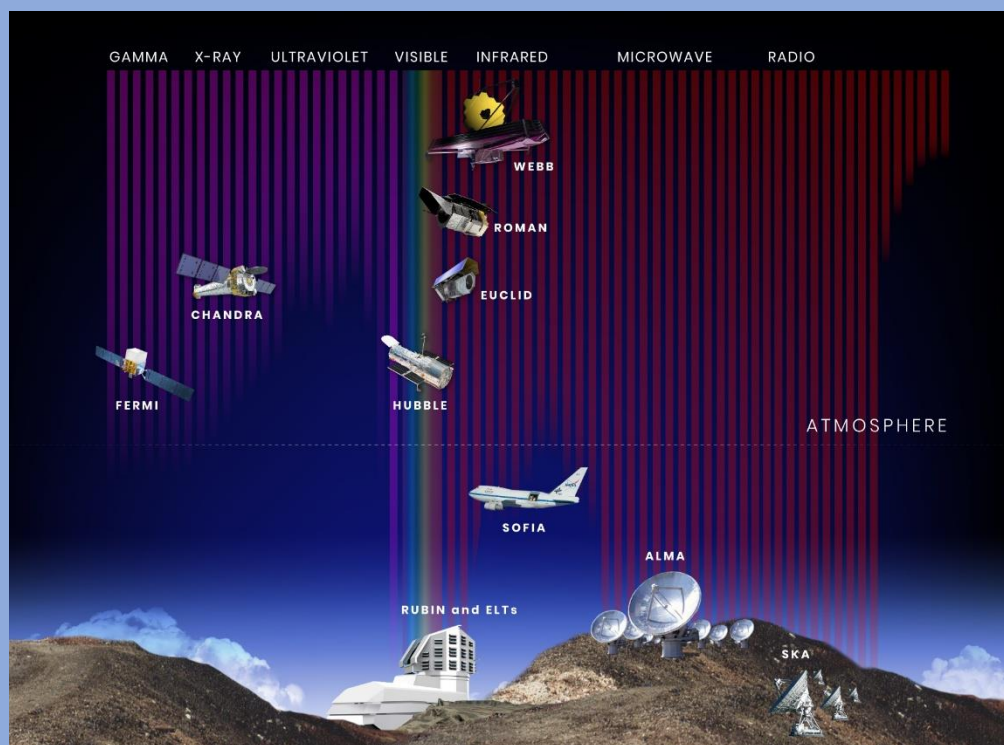 GAMMA X-RAY ULTRAVIOLET VISIBLE INFRARED MICROWAVE RADIO
WEBB
ROMAN
EUCLID
CHANDRA
FERMI
HUBBLE
ATMOSPHERE
SOFIA
ALMA
RUBIN and ELTs
SKA